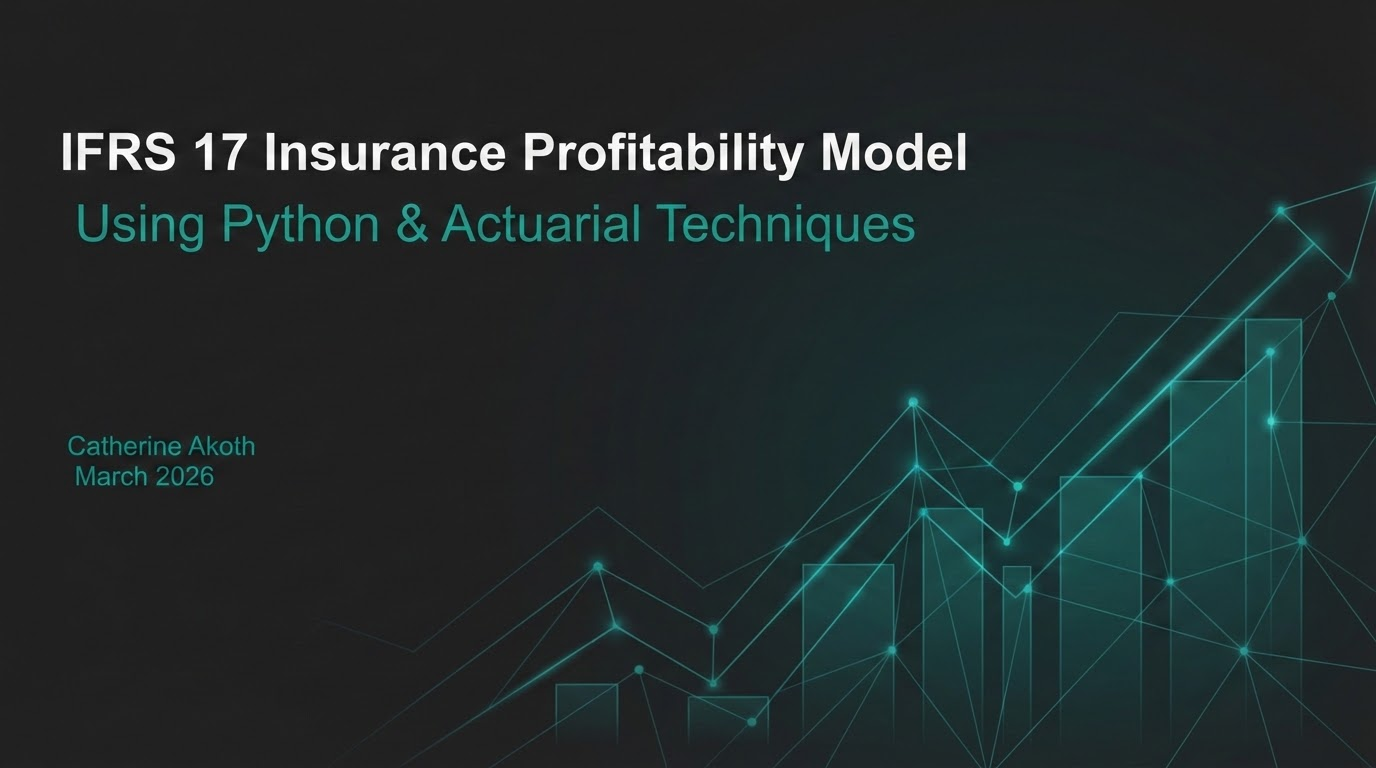 IFRS 17 Insurance Profitability Model
Using Python & Actuarial Techniques
Catherine Akoth
March 2026